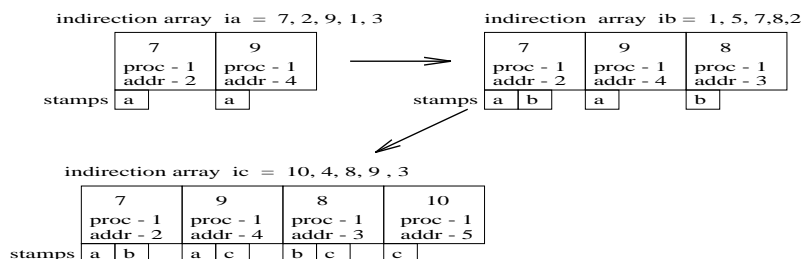 indirection array ia = 7, 2, 9, 1, 3
7 9
proc - 1 proc - 1
addr - 2 addr - 4
stamps a a
indirection array ib = 1, 5, 7,8,2
7 9 8
proc - 1 proc - 1 proc - 1
addr - 2 addr - 4 addr - 3
stamps a b a b
indirection array ic = 10, 4, 8, 9 , 3
7 9 8 10
proc - 1 proc - 1 proc - 1 proc - 1
addr - 2 addr - 4 addr - 3 addr - 5
stamps a b a c b c c